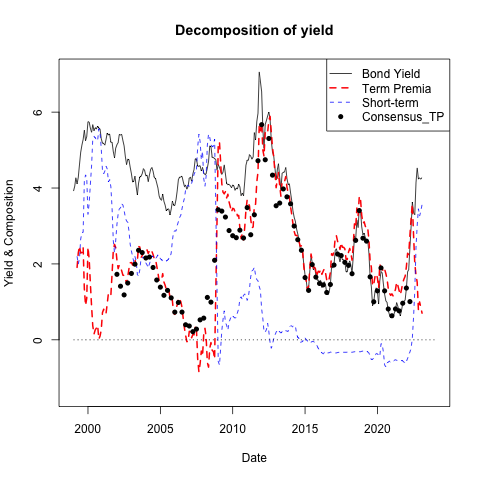 Decomposition of yield
Bond Yield
Term Premia
Short-term
Consensus_TP
Yield & Composition
6
4
2
0
2000
2005
2010
2015
2020
Date